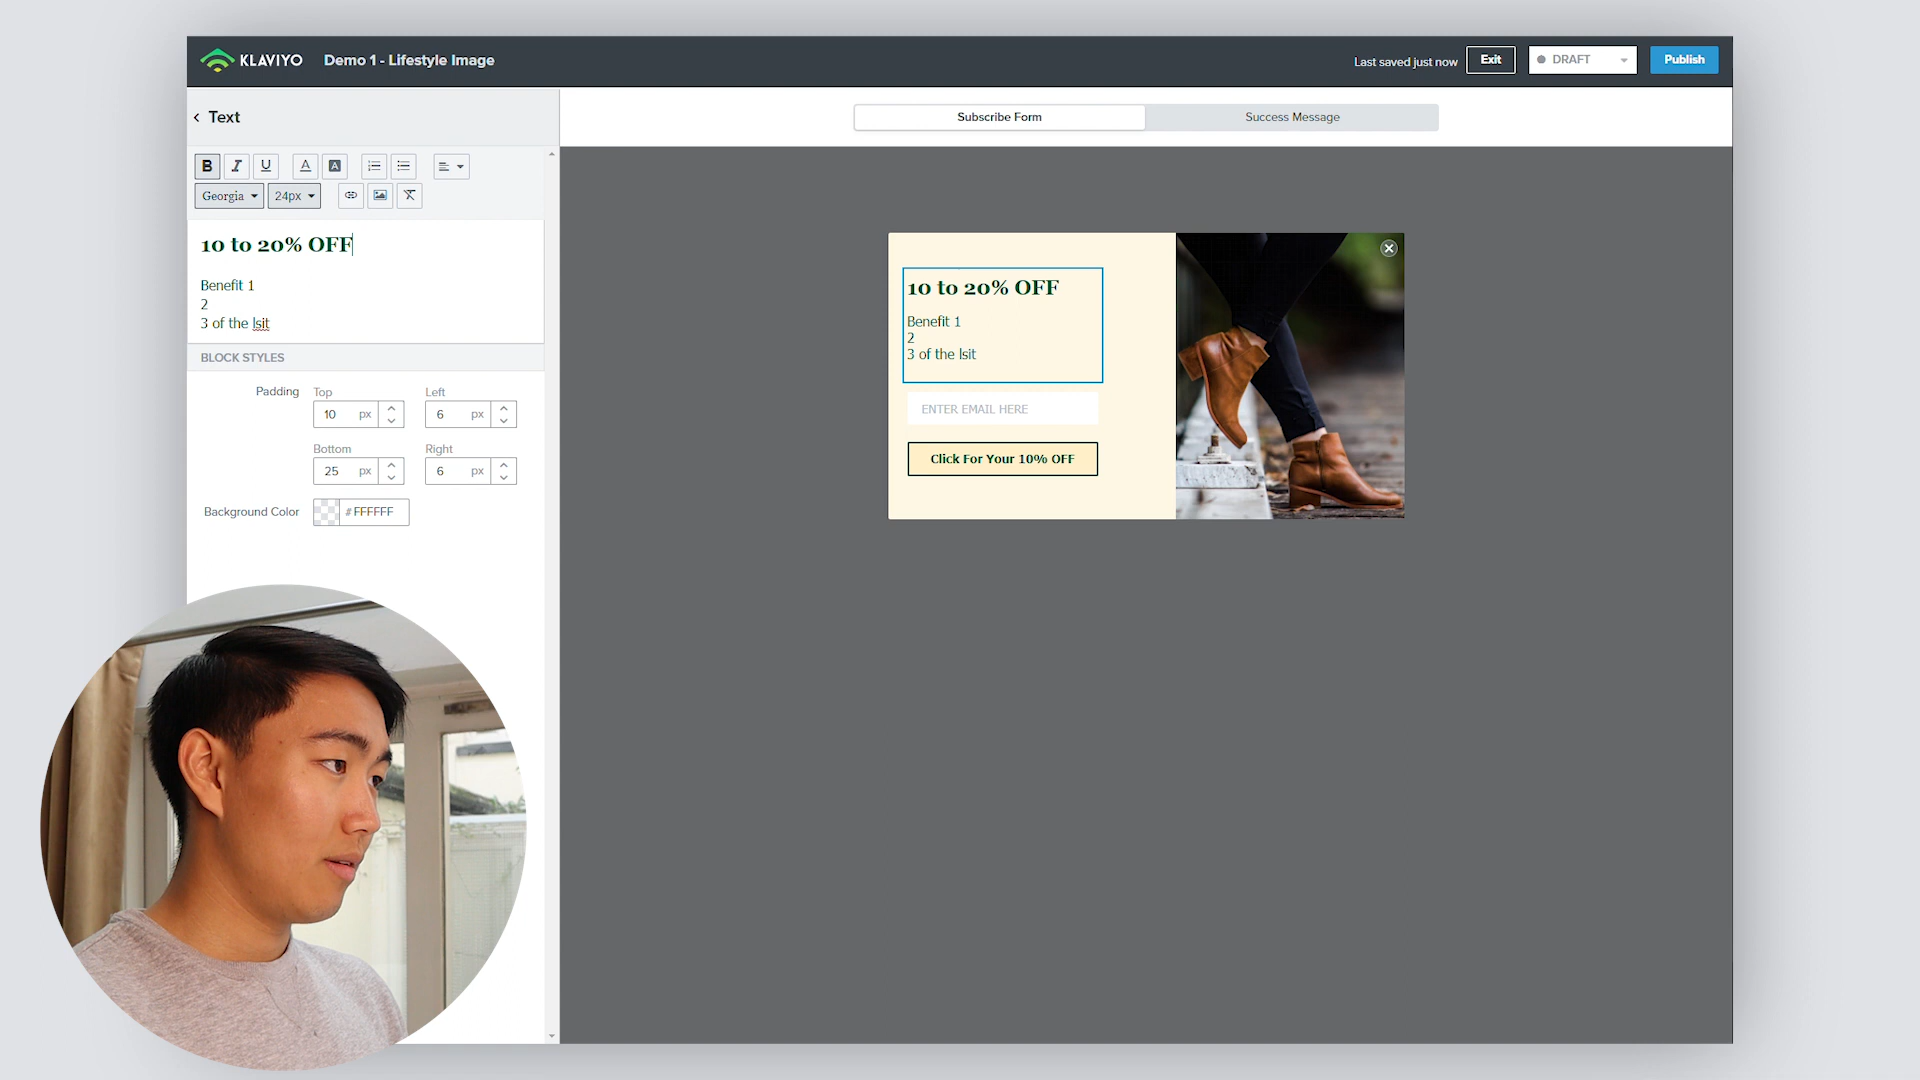 KLAVIYO
Demo 1 - Lifestyle Image
Last saved just now
Exit
DRAFT
Publish
Text
Subscribe Form
Success Message
B I U A A
Georgia
24px
10 to 20% OFF
Benefit 1
2
3 of the lsit
BLOCK STYLES
Padding
Top
Left
10 px
6 px
Bottom
Right
25 px
6 px
Background Color
# FFFFFF
10 to 20% OFF
Benefit 1
2
3 of the lsit
ENTER EMAIL HERE
Click For Your 10% OFF